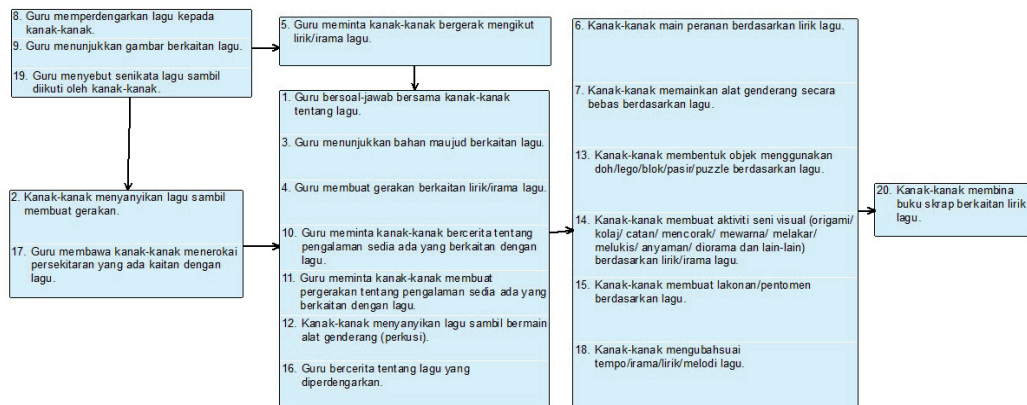 8. Guru memperdengarkan lagu kepada
kanak-kanak.
9. Guru menunjukkan gambar berkaitan lagu.
19. Guru menyebut senikata lagu sambil
diikuti oleh kanak-kanak.
2. Kanak-kanak menyanyikan lagu sambil
membuat gerakan.
17. Guru membawa kanak-kanak menerokai
persekitaran yang ada kaitan dengan
lagu.
5. Guru meminta kanak-kanak bergerak mengikut
lirik/irama lagu.
1. Guru bersoal-jawab bersama kanak-kanak
tentang lagu.
3. Guru menunjukkan bahan maujud berkaitan lagu.
4. Guru membuat gerakan berkaitan lirik/irama lagu.
10. Guru meminta kanak-kanak bercerita tentang
pengalaman sedia ada yang berkaitan dengan
lagu.
11. Guru meminta kanak-kanak membuat
pergerakan tentang pengalaman sedia ada yang
berkaitan dengan lagu.
12. Kanak-kanak menyanyikan lagu sambil bermain
alat genderang (perkusi).
16. Guru bercerita tentang lagu yang
diperdengarkan.
6. Kanak-kanak main peranan berdasarkan lirik lagu.
7. Kanak-kanak memainkan alat genderang secara
bebas berdasarkan lagu.
13. Kanak-kanak membentuk objek menggunakan
doh/lego/blok/pasir/puzzle berdasarkan lagu.
14. Kanak-kanak membuat aktiviti seni visual (origami/
kolaj/ catan/ mencorak/ mewarna/ melakar/
melukis/ anyaman/ diorama dan lain-lain)
berdasarkan lirik/irama lagu.
15. Kanak-kanak membuat lakonan/pentomen
berdasarkan lagu.
18. Kanak-kanak mengubahsuai
tempo/irama/lirik/melodi lagu.
20. Kanak-kanak membina
buku skrap berkaitan lirik
lagu.